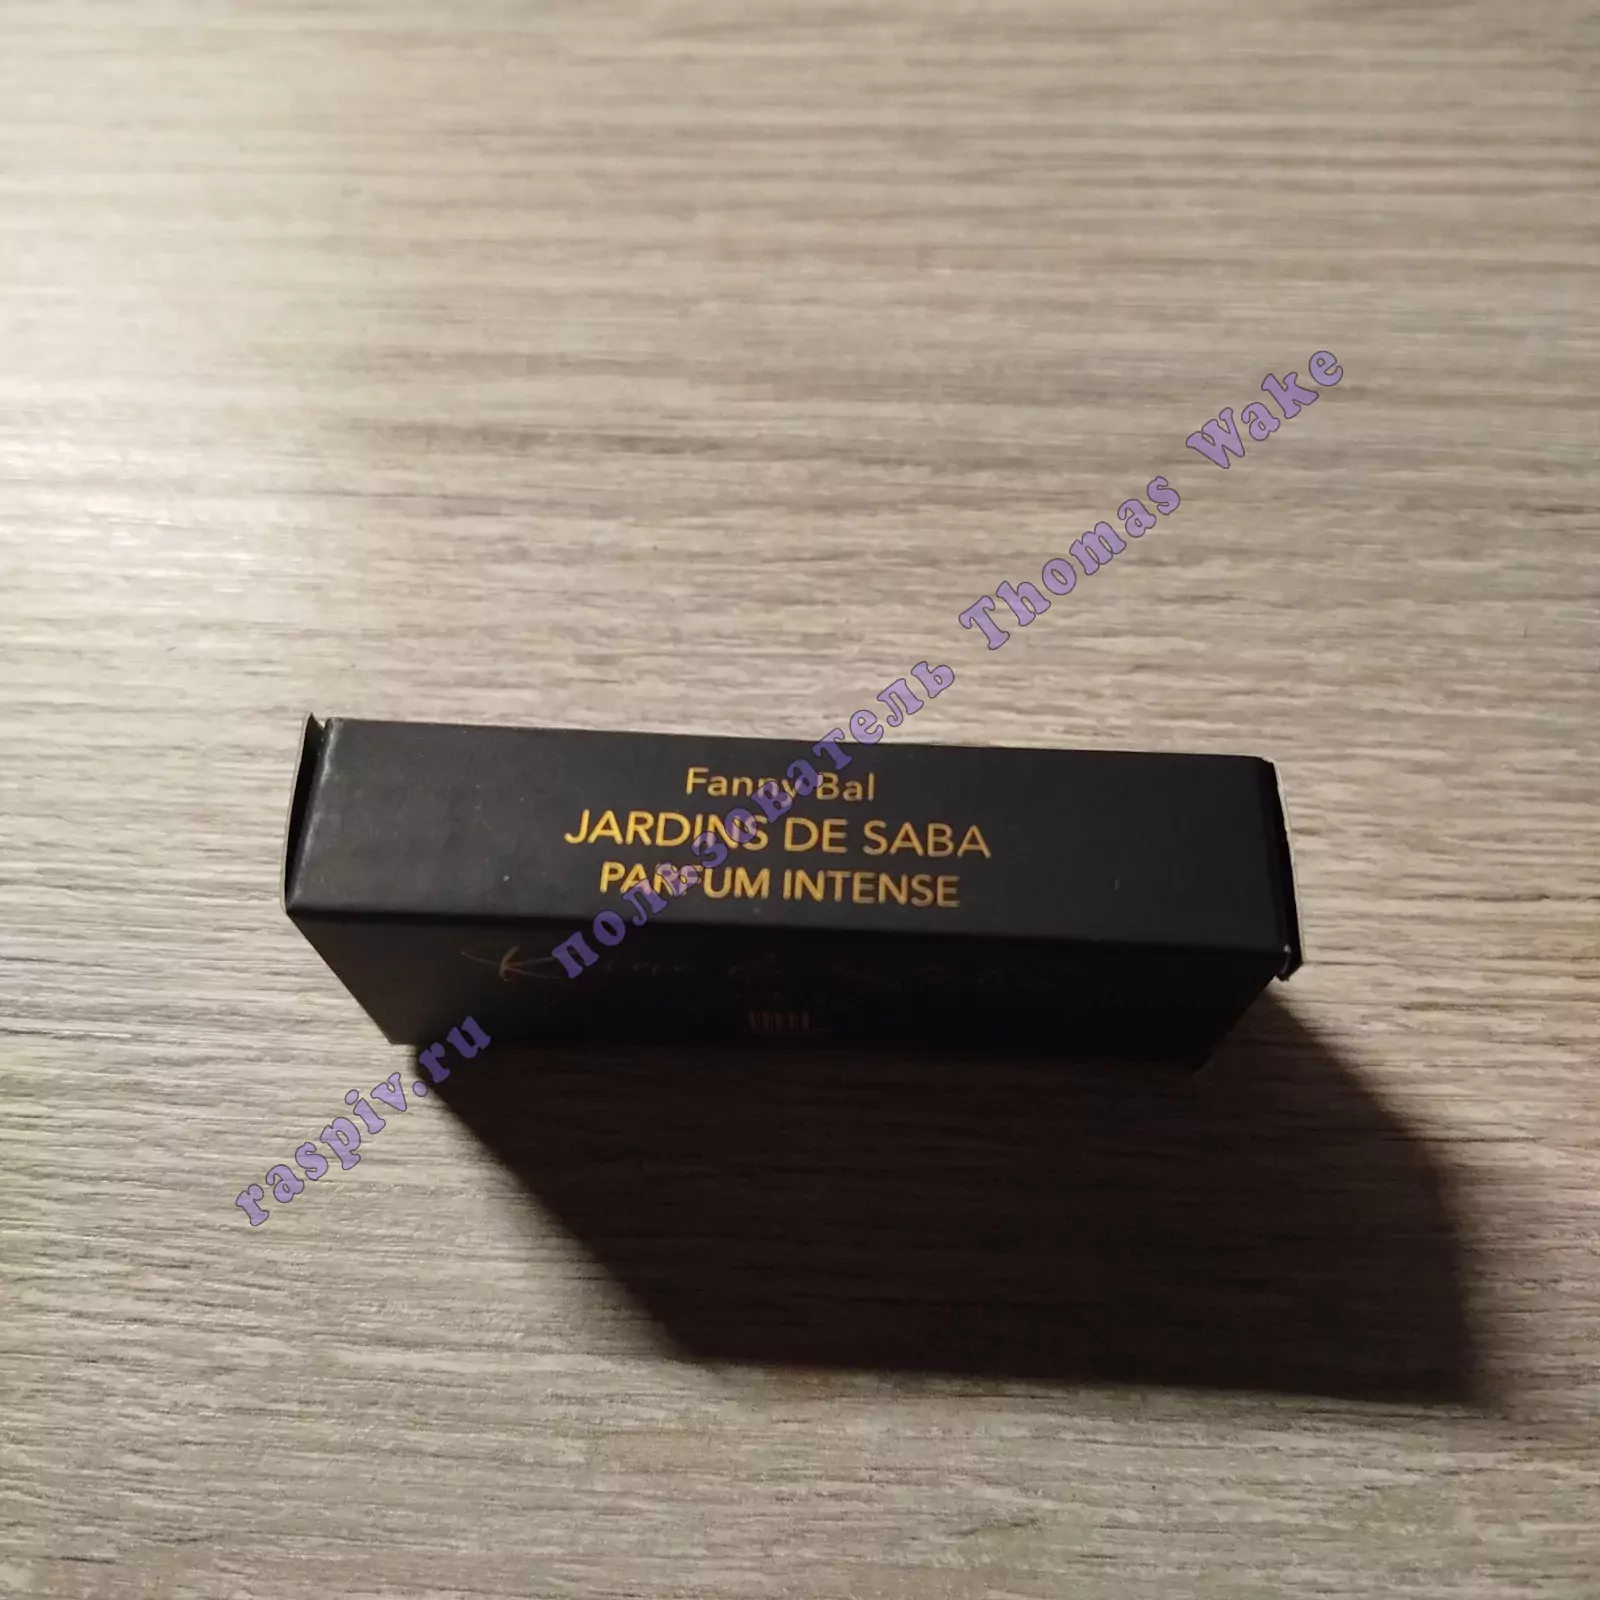 Fanny Bal
JARDINS DE SABA
PARFUM INTENSE
raspiv.ru пользователь Thomas Wake